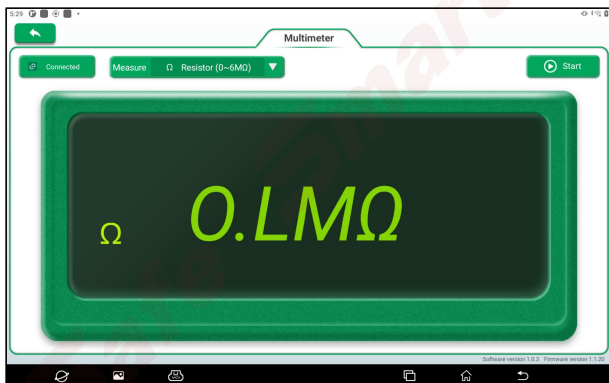 5:29
Multimeter
Connected
Measure Ω Resistor (0~6MΩ)
Start
Ω
O.LMΩ
Software version 1.0.3 Firmware version 1.1.20